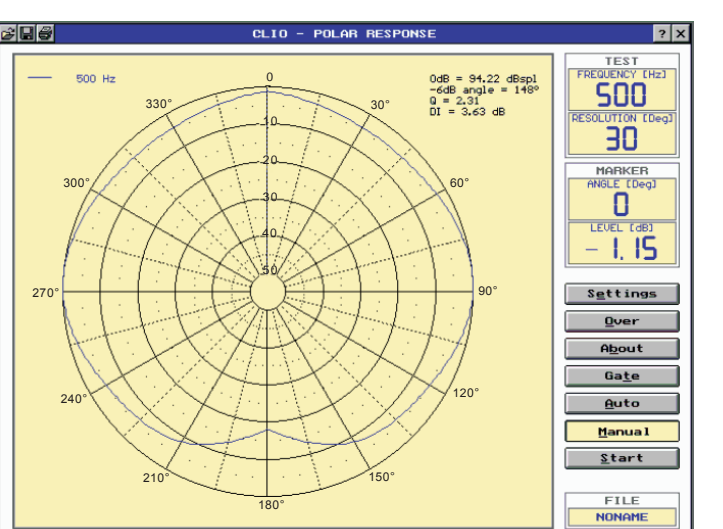 CLIO - POLAR RESPONSE
? X
500 Hz
0dB = 94.22 dBspl
-6dB angle = 148º
Q = 2.31
DI = 3.63 dB
0
30°
60°
90°
120°
150°
180°
210°
240°
270°
300°
330°
10
20
30
40
50
TEST
FREQUENCY [Hz]
500
RESOLUTION [Deg]
30
MARKER
ANGLE [Deg]
0
LEVEL [dB]
-1.15
Settings
Over
About
Gate
Auto
Manual
Start
FILE
NONAME